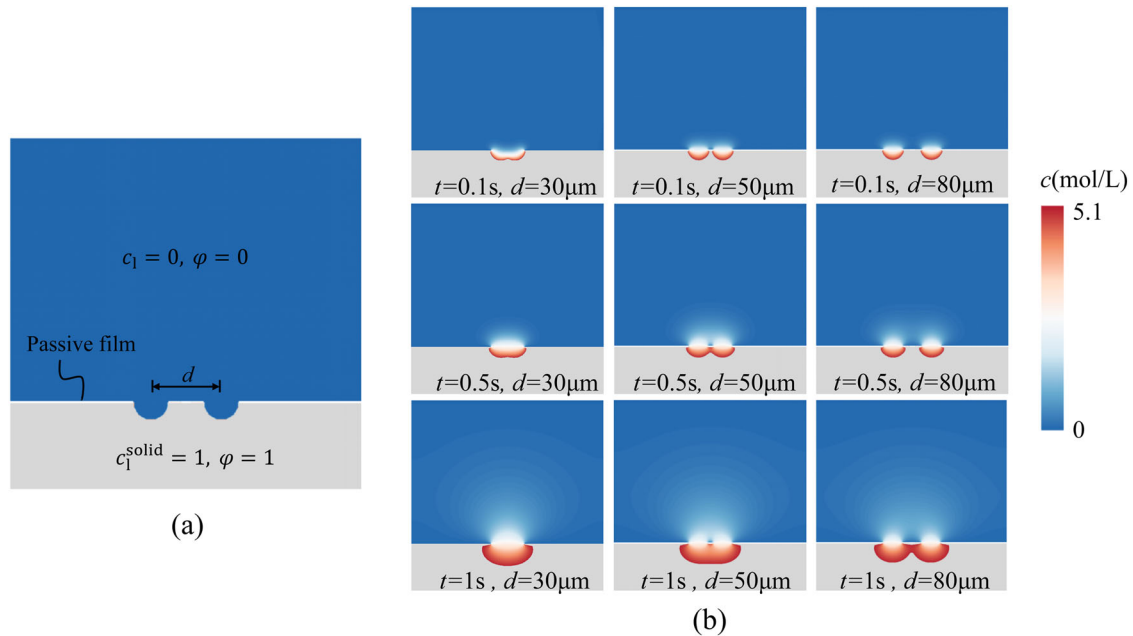 c_l = 0, φ = 0
Passive film
d
c_l^solid = 1, φ = 1
(a)
t=0.1s, d=30μm
t=0.1s, d=50μm
t=0.1s, d=80μm
t=0.5s, d=30μm
t=0.5s, d=50μm
t=0.5s, d=80μm
t=1s , d=30μm
t=1s , d=50μm
t=1s , d=80μm
(b)
c(mol/L)
5.1
0